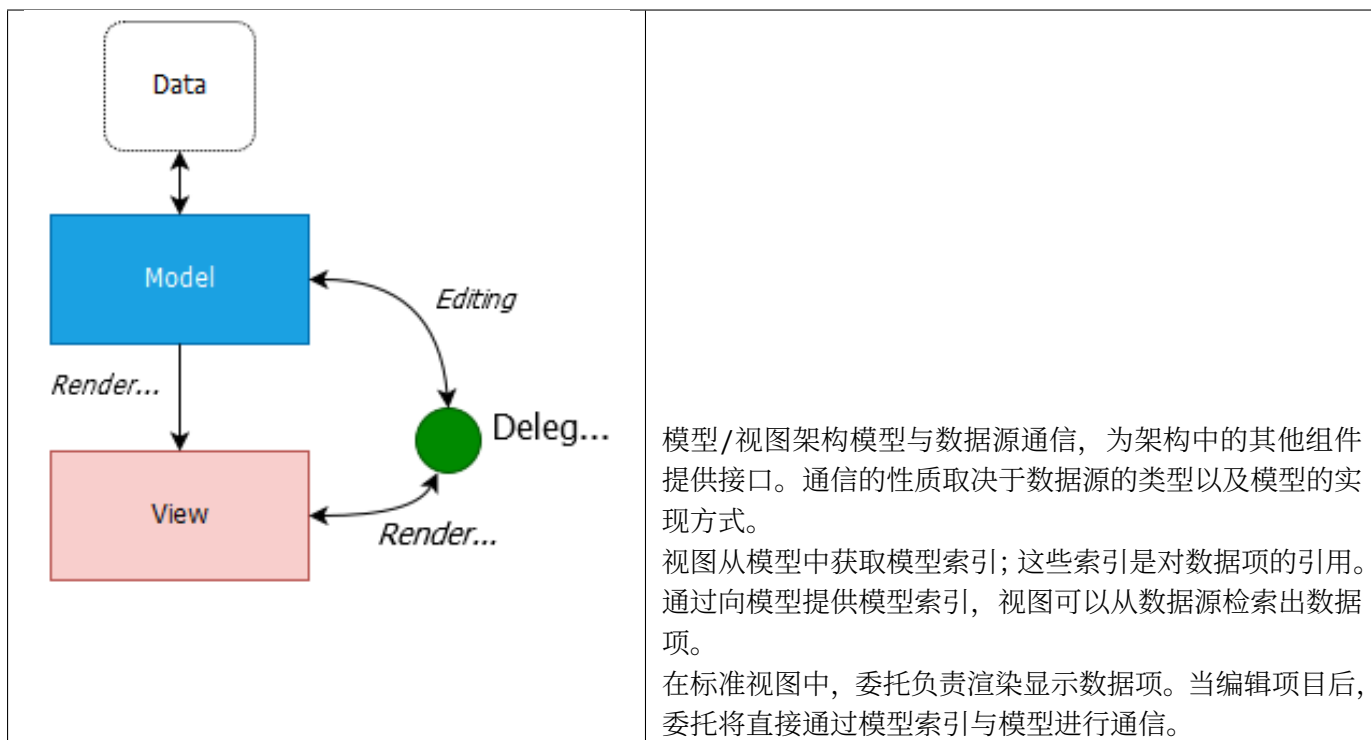 Data
Model
Editing
Render...
Deleg...
View
Render...
模型/视图架构模型与数据源通信，为架构中的其他组件
提供接口。通信的性质取决于数据源的类型以及模型的实
现方式。
视图从模型中获取模型索引；这些索引是对数据项的引用。
通过向模型提供模型索引，视图可以从数据源检索出数据
项。
在标准视图中，委托负责渲染显示数据项。当编辑项目后，
委托将直接通过模型索引与模型进行通信。